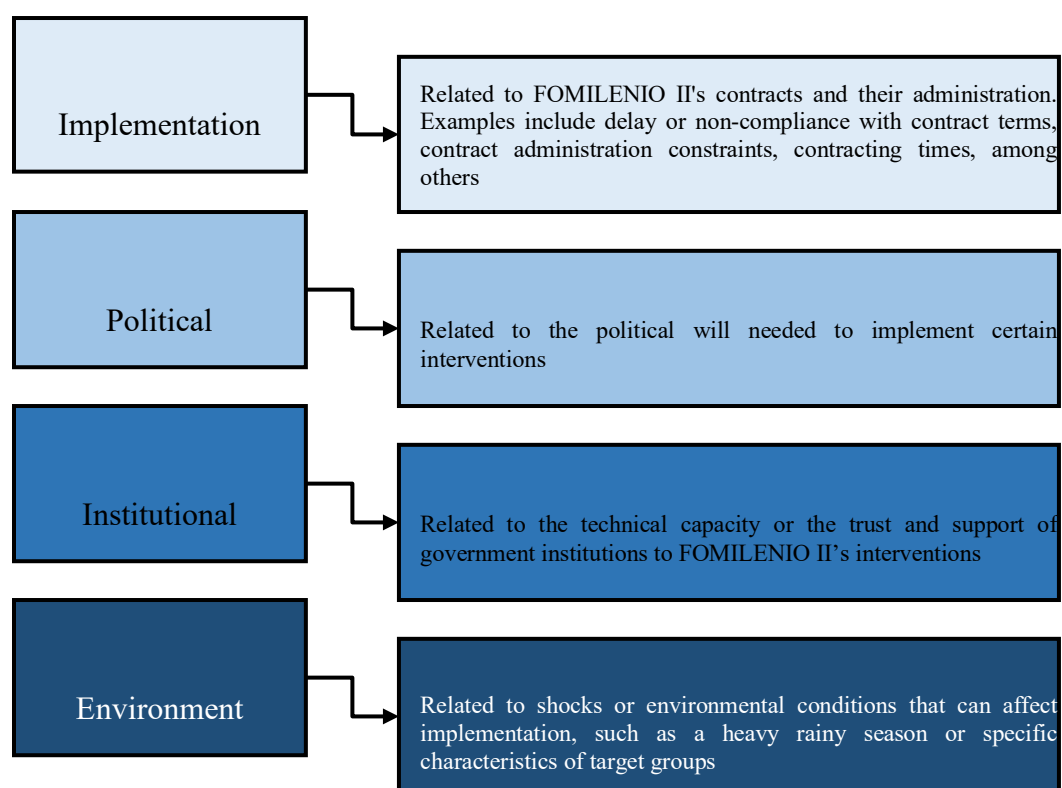 Implementation
Related to FOMILENIO II's contracts and their administration.
Examples include delay or non-compliance with contract terms,
contract administration constraints, contracting times, among
others
Political
Related to the political will needed to implement certain
interventions
Institutional
Related to the technical capacity or the trust and support of
government institutions to FOMILENIO II’s interventions
Environment
Related to shocks or environmental conditions that can affect
implementation, such as a heavy rainy season or specific
characteristics of target groups